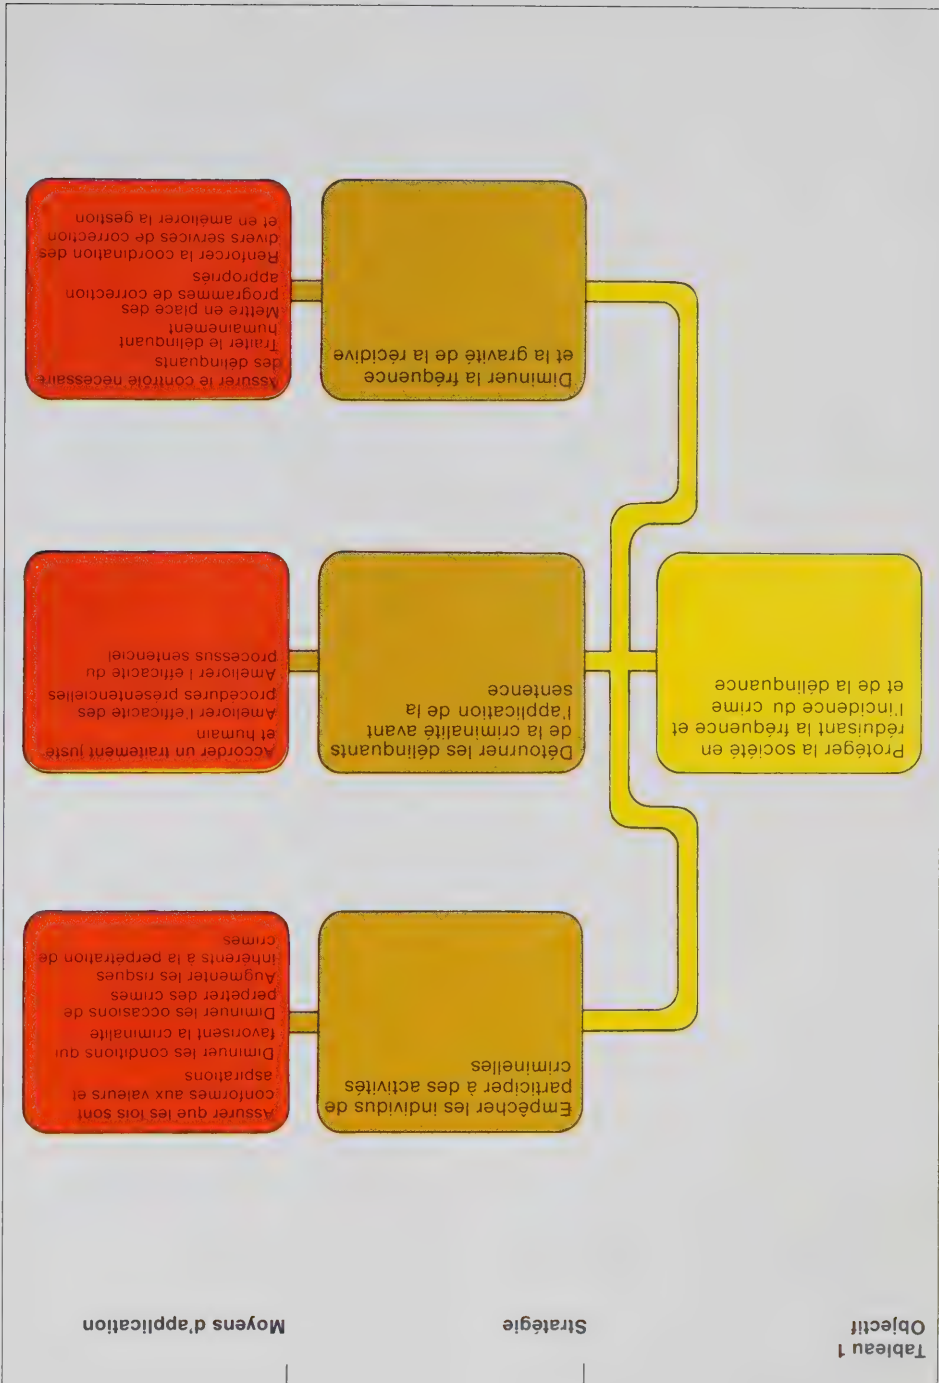 Tableau 1
Objectif
Stratégie
Moyens d'application
Protéger la société en
réduisant la fréquence et
l'incidence du crime
et de la délinquance
Empêcher les individus de
participer à des activités
criminelles
Assurer que les lois sont
conformes aux valeurs et
aspirations
Diminuer les conditions qui
favorisent la criminalité
Diminuer les occasions de
perpétrer des crimes
Augmenter les risques
inhérents à la perpétration de
crimes
Détourner les délinquants
de la criminalité avant
l'application de la
sentence
Accorder un traitement juste
et humain
Améliorer l'efficacité des
procédures présentencielles
Améliorer l'efficacité du
processus sentenciel
Diminuer la fréquence
et la gravité de la récidive
Assurer le contrôle nécessaire
des délinquants
Traiter le délinquant
humainement
Mettre en place des
programmes de correction
appropriés
Renforcer la coordination des
divers services de correction
et en améliorer la gestion